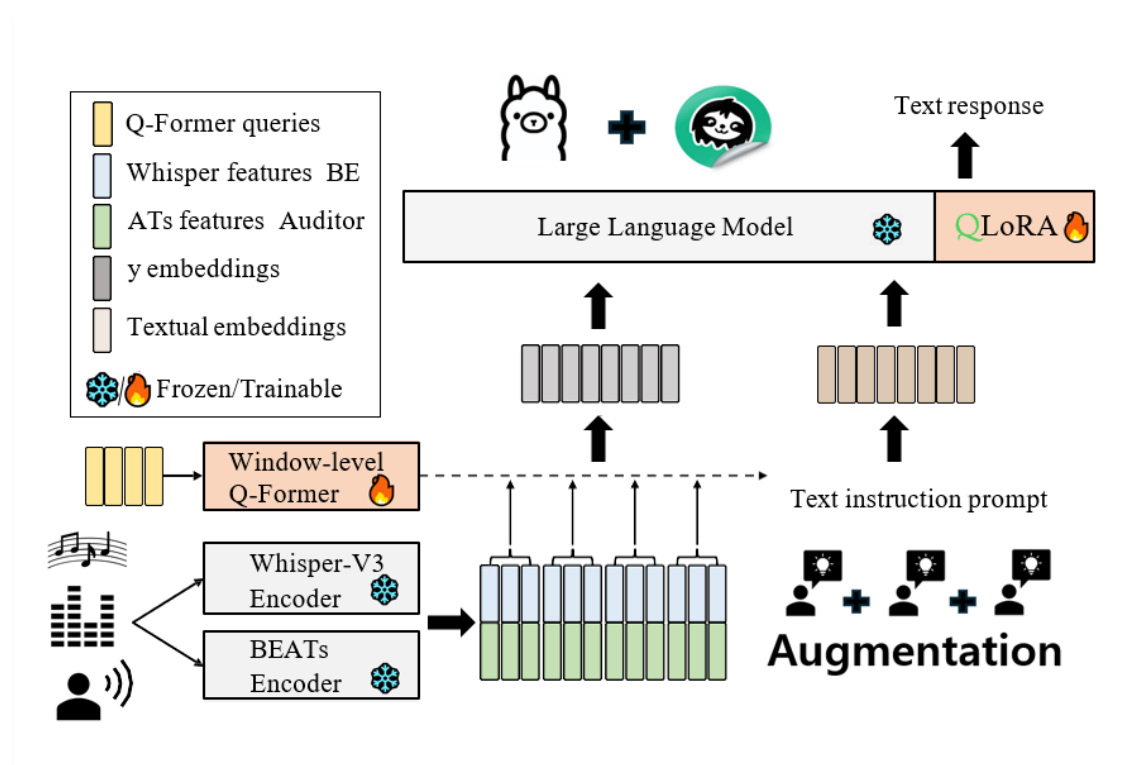 Q-Former queries
Whisper features BE
ATs features Auditor
y embeddings
Textual embeddings
/ Frozen/Trainable
Text response
Large Language Model
QLoRA
Window-level
Q-Former
Text instruction prompt
Whisper-V3
Encoder
BEATs
Encoder
Augmentation